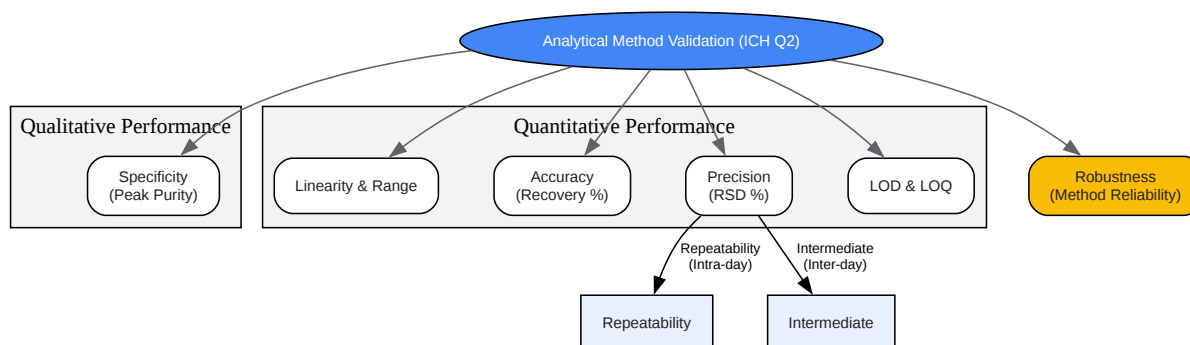 Analytical Method Validation (ICH Q2)
Qualitative Performance
Quantitative Performance
Specificity
(Peak Purity)
Linearity & Range
Accuracy
(Recovery %)
Precision
(RSD %)
LOD & LOQ
Robustness
(Method Reliability)
Repeatability
(Intra-day)
Intermediate
(Inter-day)
Repeatability
Intermediate